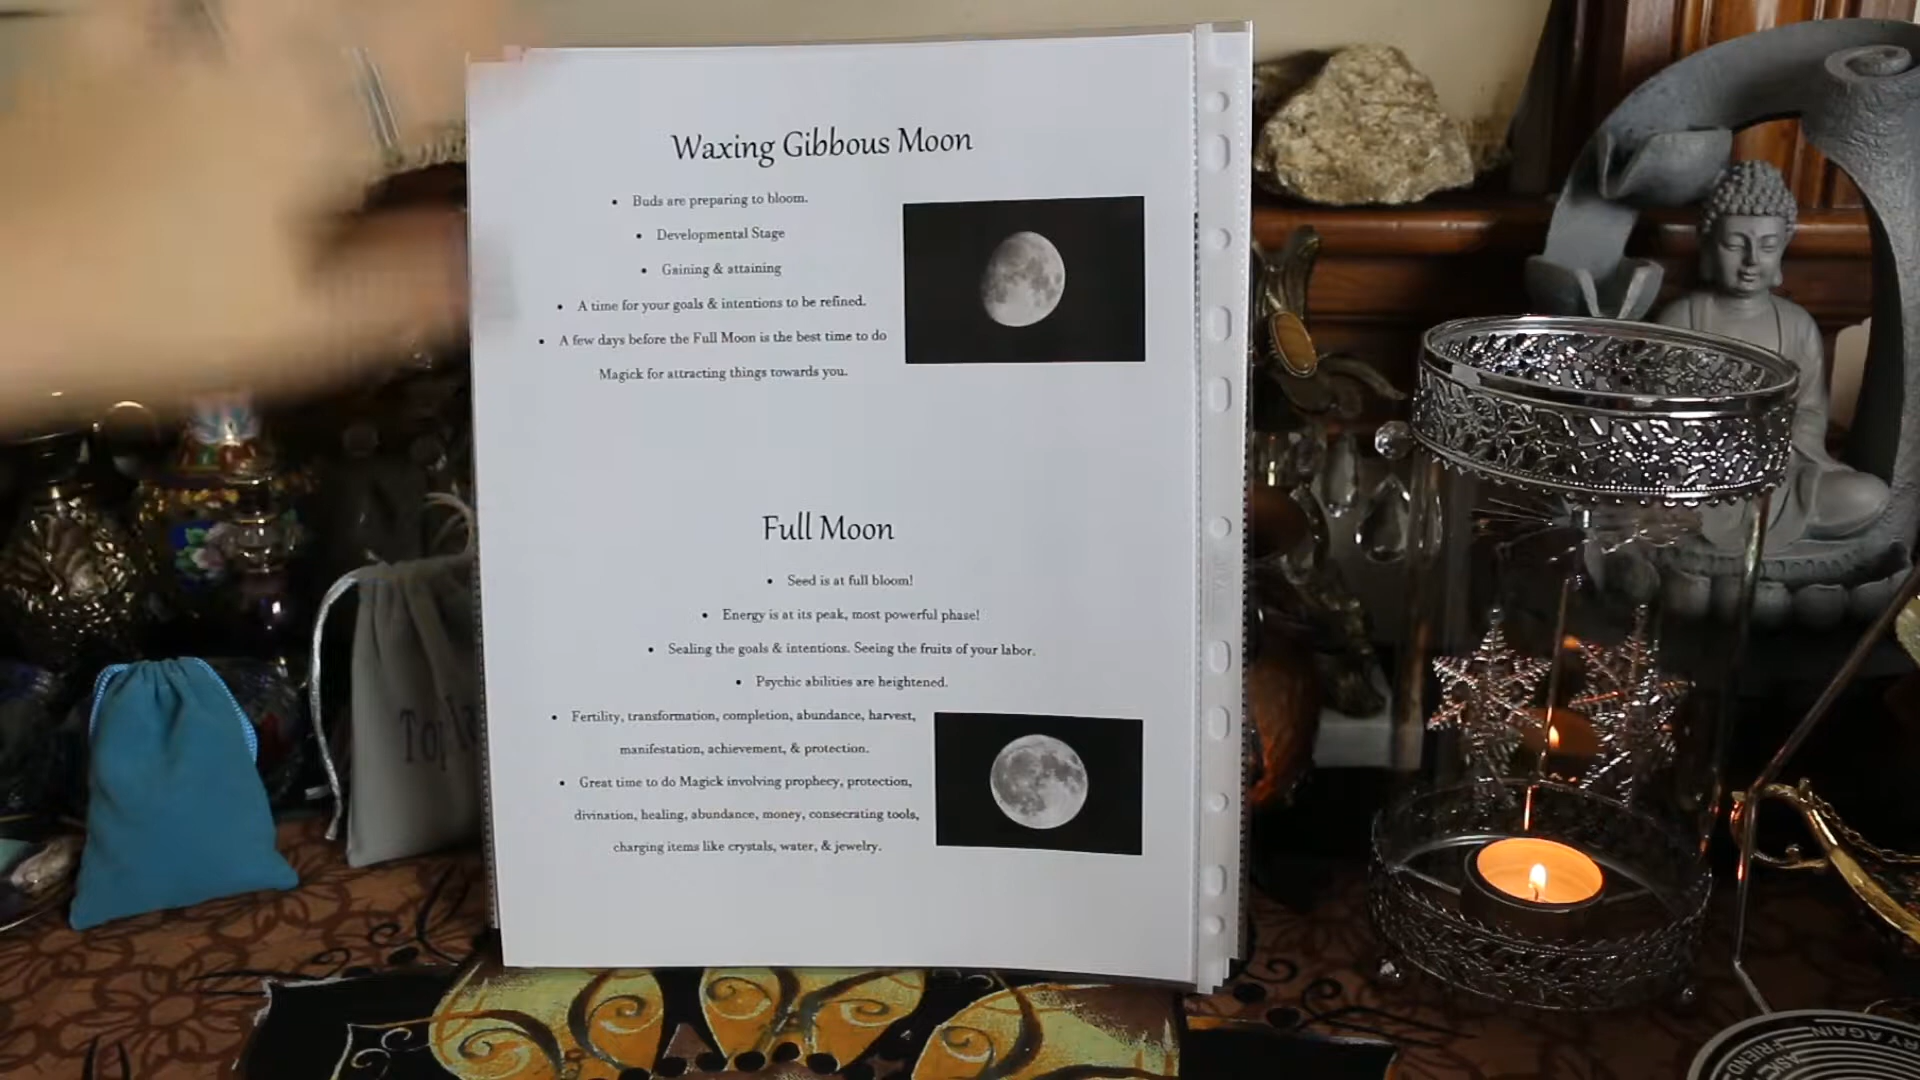 Waxing Gibbous Moon
• Buds are preparing to bloom.
• Developmental Stage
• Gaining & attaining
• A time for your goals & intentions to be refined.
• A few days before the Full Moon is the best time to do
Magick for attracting things towards you.
Full Moon
• Seed is at full bloom!
• Energy is at its peak, most powerful phase!
• Sealing the goals & intentions. Seeing the fruits of your labor.
• Psychic abilities are heightened.
• Fertility, transformation, completion, abundance, harvest,
manifestation, achievement, & protection.
• Great time to do Magick involving prophecy, protection,
divination, healing, abundance, money, consecrating tools,
charging items like crystals, water, & jewelry.
AGAIN
ASK
FRIEND